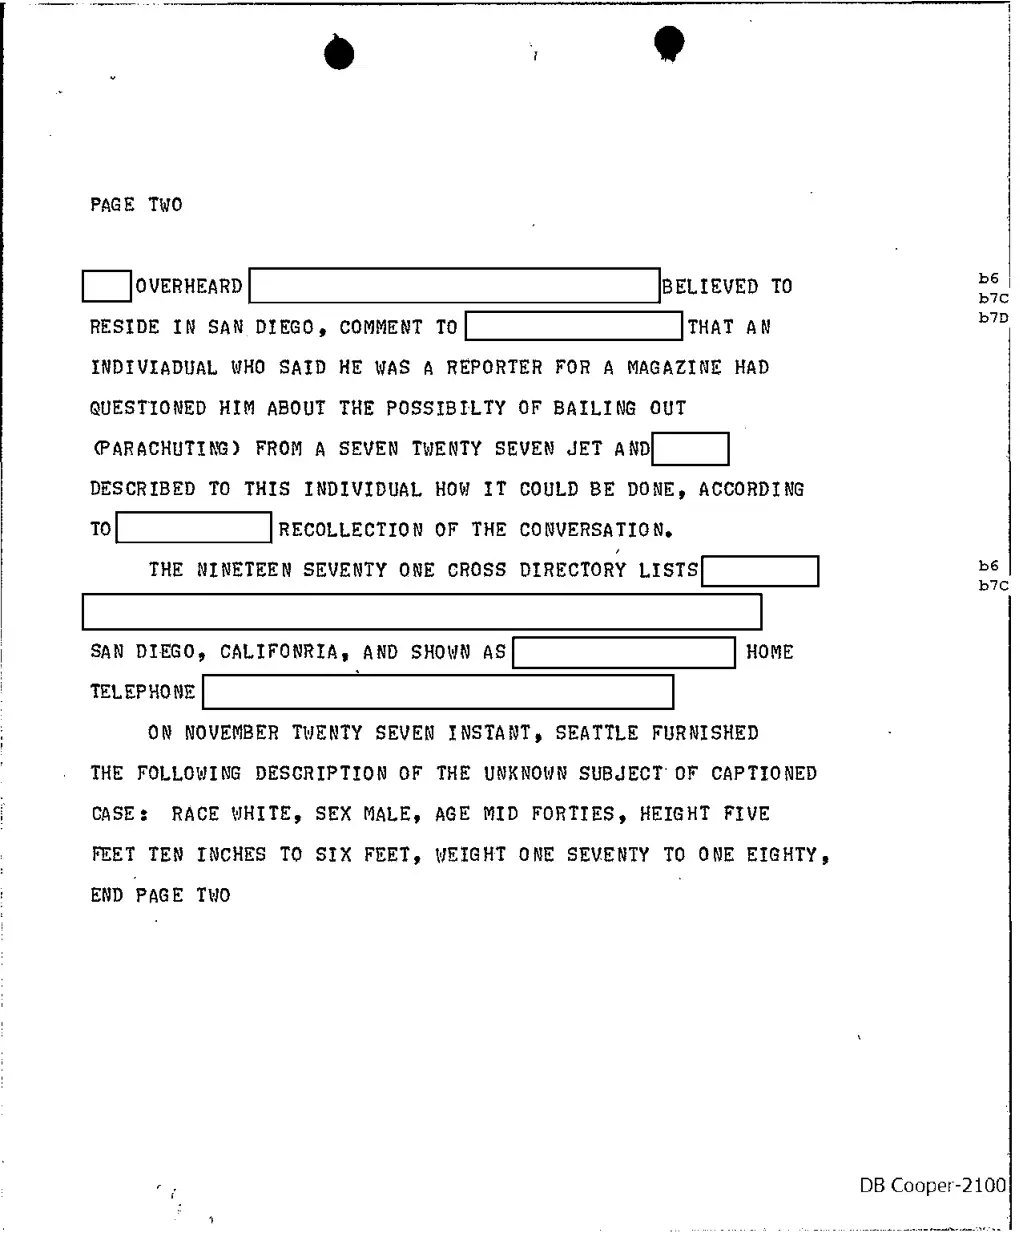 PAGE TWO
OVERHEARD BELIEVED TO
b6
b7C
RESIDE IN SAN DIEGO, COMMENT TO THAT AN
b7D
INDIVIADUAL WHO SAID HE WAS A REPORTER FOR A MAGAZINE HAD
QUESTIONED HIM ABOUT THE POSSIBILTY OF BAILING OUT
(PARACHUTING) FROM A SEVEN TWENTY SEVEN JET AND
DESCRIBED TO THIS INDIVIDUAL HOW IT COULD BE DONE, ACCORDING
TO RECOLLECTION OF THE CONVERSATION.
THE NINETEEN SEVENTY ONE CROSS DIRECTORY LISTS
b6
b7C
SAN DIEGO, CALIFONRIA, AND SHOWN AS HOME
TELEPHONE
ON NOVEMBER TWENTY SEVEN INSTANT, SEATTLE FURNISHED
THE FOLLOWING DESCRIPTION OF THE UNKNOWN SUBJECT OF CAPTIONED
CASE: RACE WHITE, SEX MALE, AGE MID FORTIES, HEIGHT FIVE
FEET TEN INCHES TO SIX FEET, WEIGHT ONE SEVENTY TO ONE EIGHTY,
END PAGE TWO
DB Cooper-2100